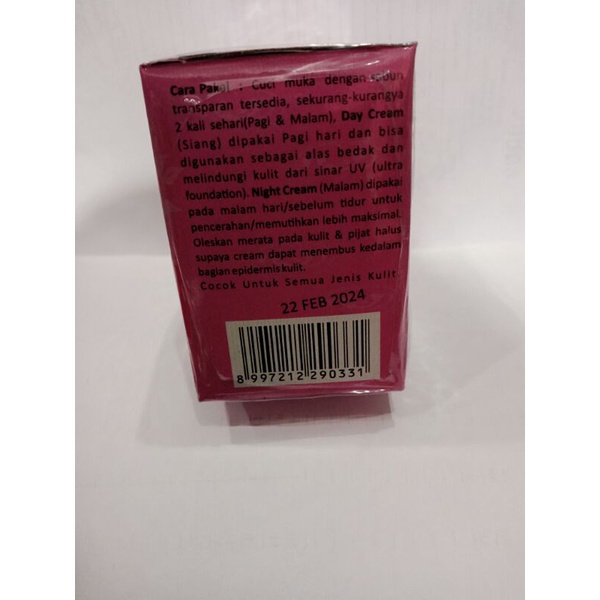 Cara Pakai : Cuci muka dengan sabun
transparan tersedia, sekurang-kurangya
2 kali sehari(Pagi & Malam), Day Cream
(Siang) dipakai Pagi hari dan bisa
digunakan sebagai alas bedak dan
melindungi kulit dari sinar UV (ultra
foundation). Night Cream (Malam) dipakai
pada malam hari/sebelum tidur untuk
pencerahan/memutihkan lebih maksimal.
Oleskan merata pada kulit & pijat halus
supaya cream dapat menembus kedalam
bagian epidermis kulit.
Cocok Untuk Semua Jenis Kulit
22 FEB 2024
8 997212 290331